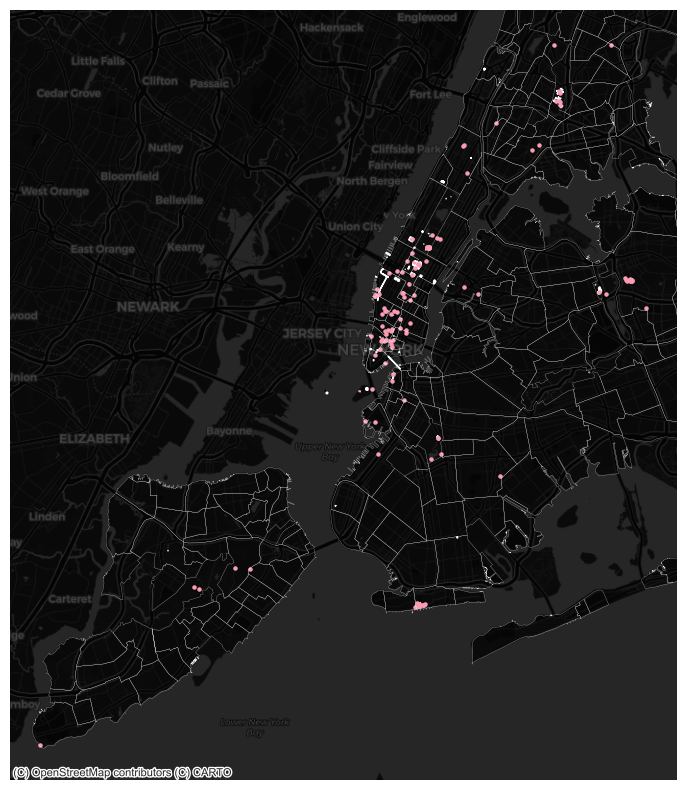 Englewood
Hackensack
Little Falls
Clifton
Passaic
Cedar Grove
Fort Lee
Nutley
Cliffside Park
Fairview
Bloomfield
North Bergen
West Orange
Belleville
Union City
East Orange
Kearny
NEWARK
wood
JERSEY CITY
NEW YORK
Union
Bayonne
ELIZABETH
Upper New York
Bay
Linden
ay
Carteret
ge
mboy
Lower New York
Bay
(C) OpenStreetMap contributors (C) CARTO